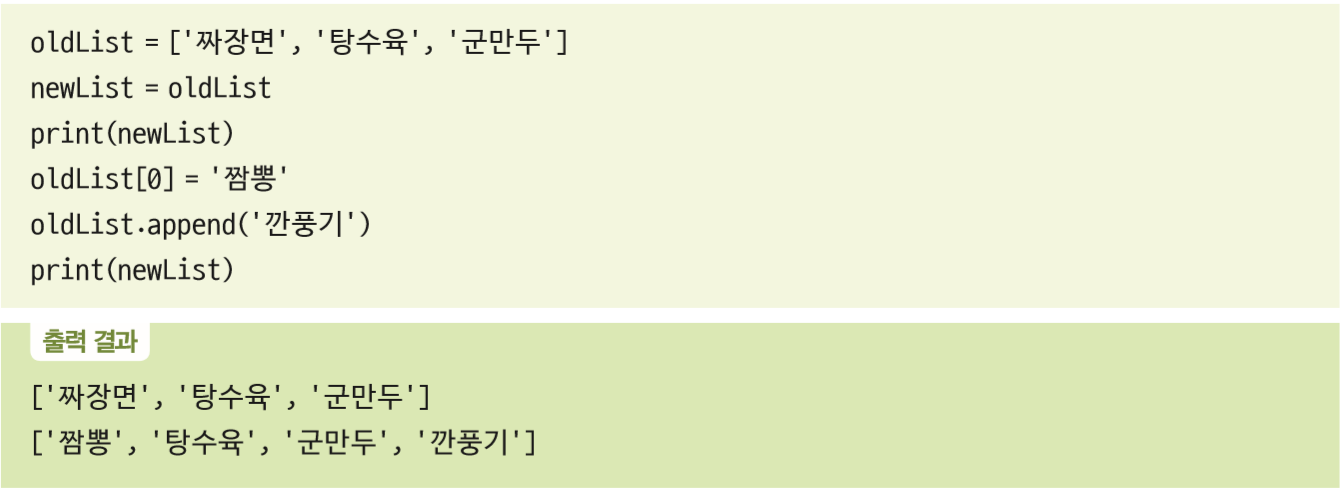 oldList = ['짜장면', '탕수육', '군만두']
newList = oldList
print(newList)
oldList[0] = '짬뽕'
oldList.append('깐풍기')
print(newList)
출력 결과
['짜장면', '탕수육', '군만두']
['짬뽕', '탕수육', '군만두', '깐풍기']